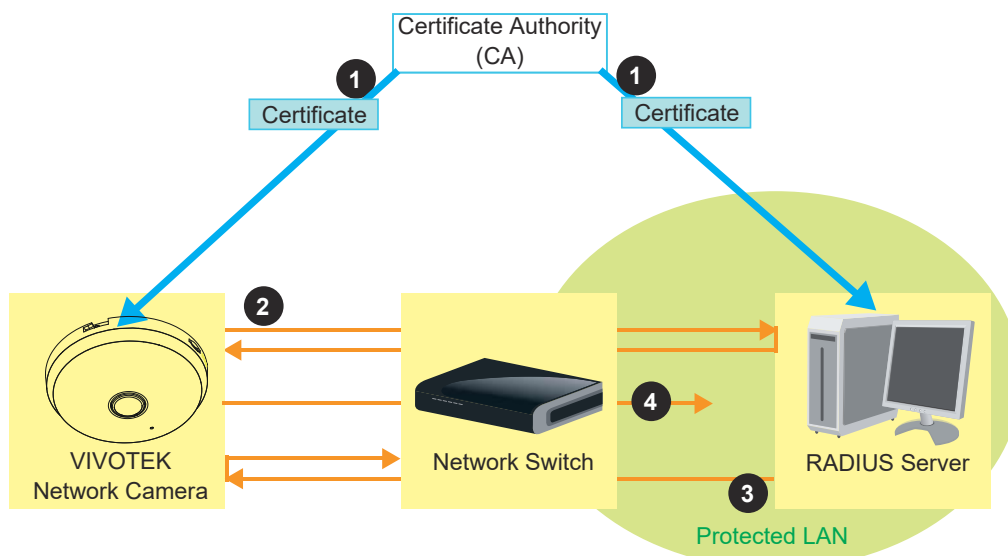 Certificate Authority
(CA)
1
1
Certificate
Certificate
2
4
VIVOTEK
Network Camera
Network Switch
RADIUS Server
3
Protected LAN